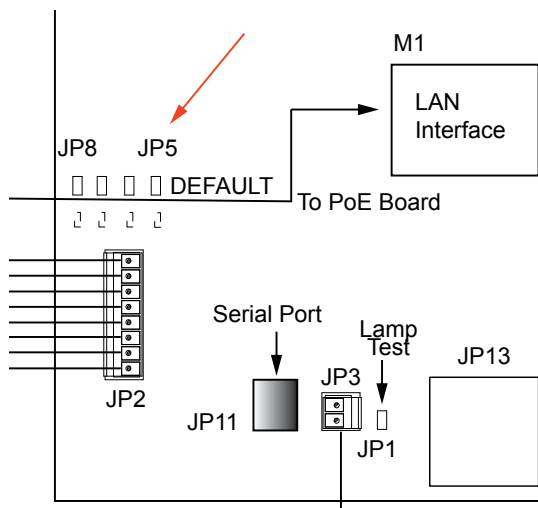 M1
LAN
Interface
JP8
JP5
DEFAULT
To PoE Board
Serial Port
Lamp
Test
JP3
JP13
JP2
JP11
JP1